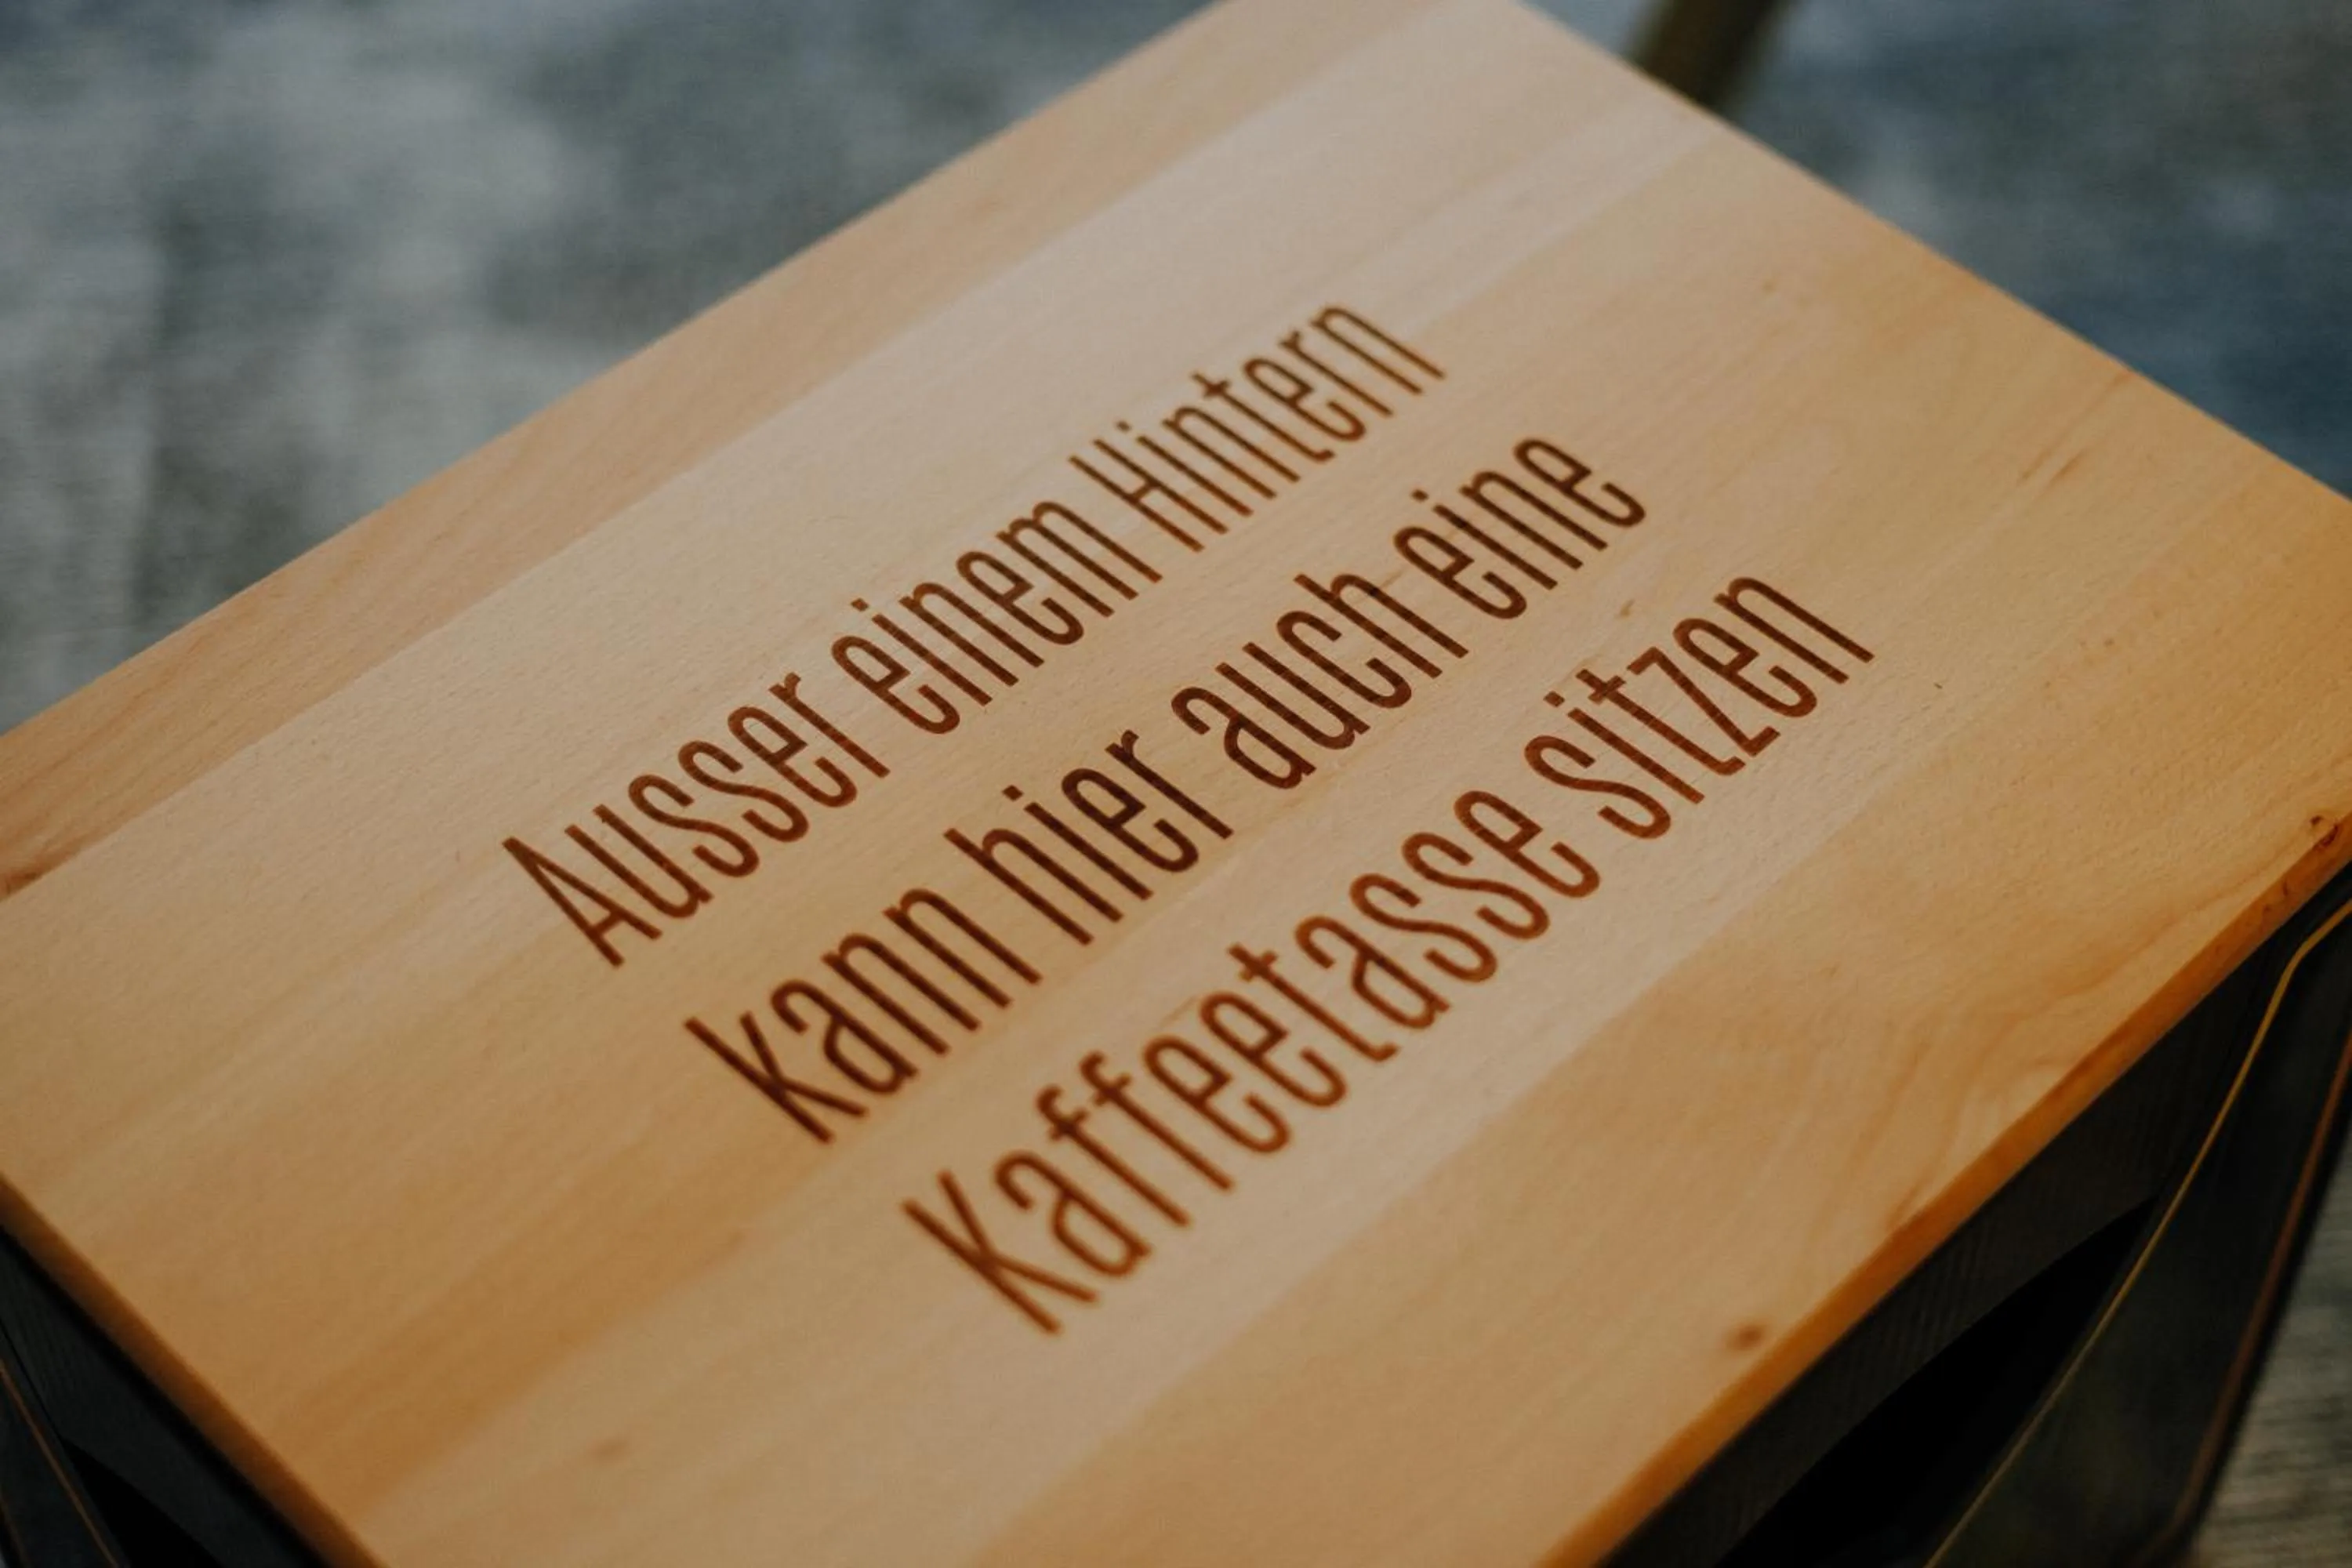 Ausser einem Hintern
kann hier auch eine
Kaffeetasse sitzen